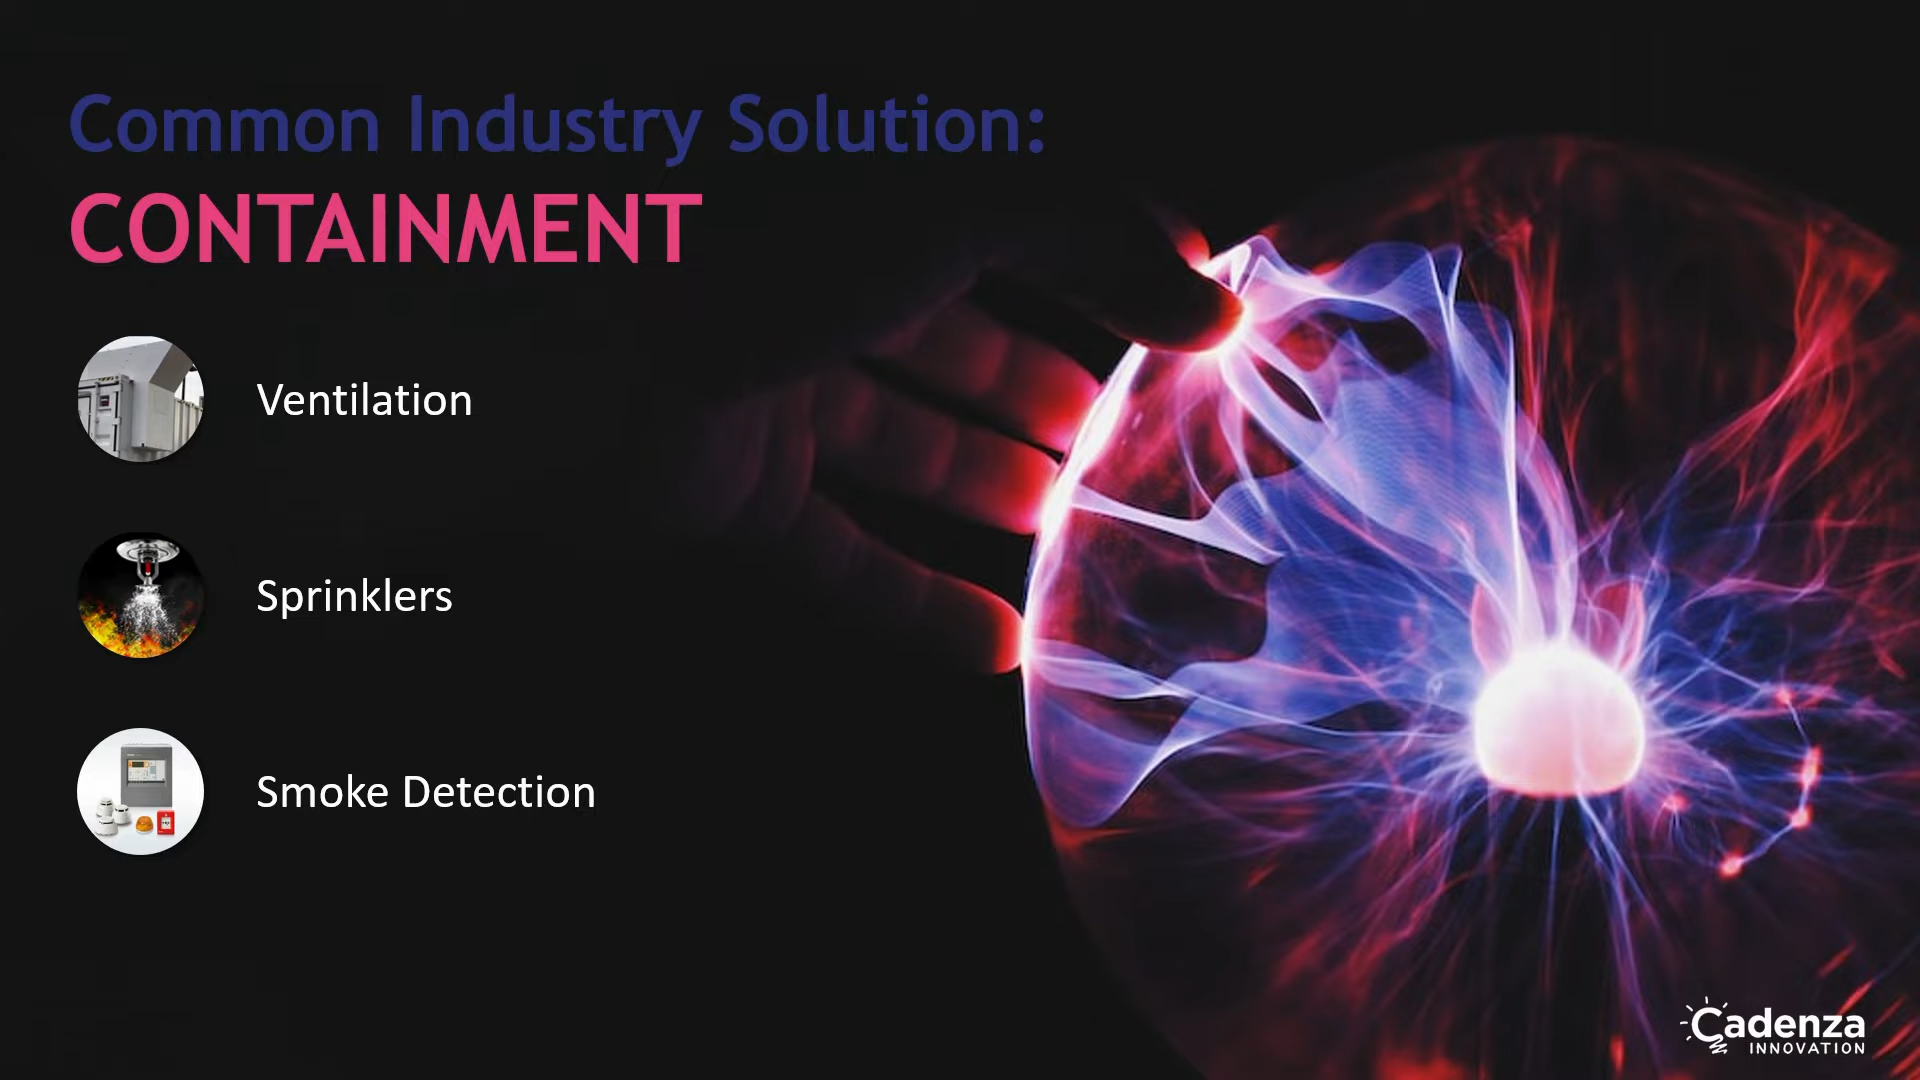 Common Industry Solution:
CONTAINMENT
Ventilation
Sprinklers
Smoke Detection
Cadenza
INNOVATION